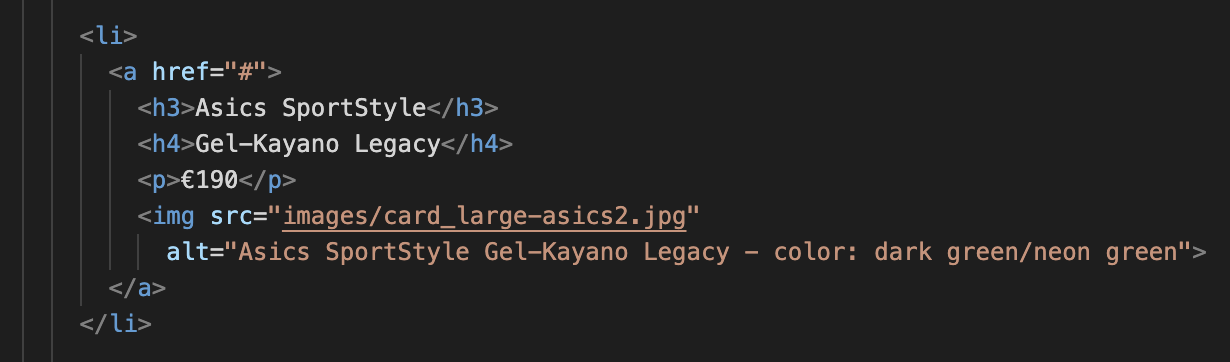 <li>
<a href="#">
<h3>Asics SportStyle</h3>
<h4>Gel-Kayano Legacy</h4>
<p>€190</p>
<img src="images/card_large-asics2.jpg"
alt="Asics SportStyle Gel-Kayano Legacy - color: dark green/neon green">
</a>
</li>